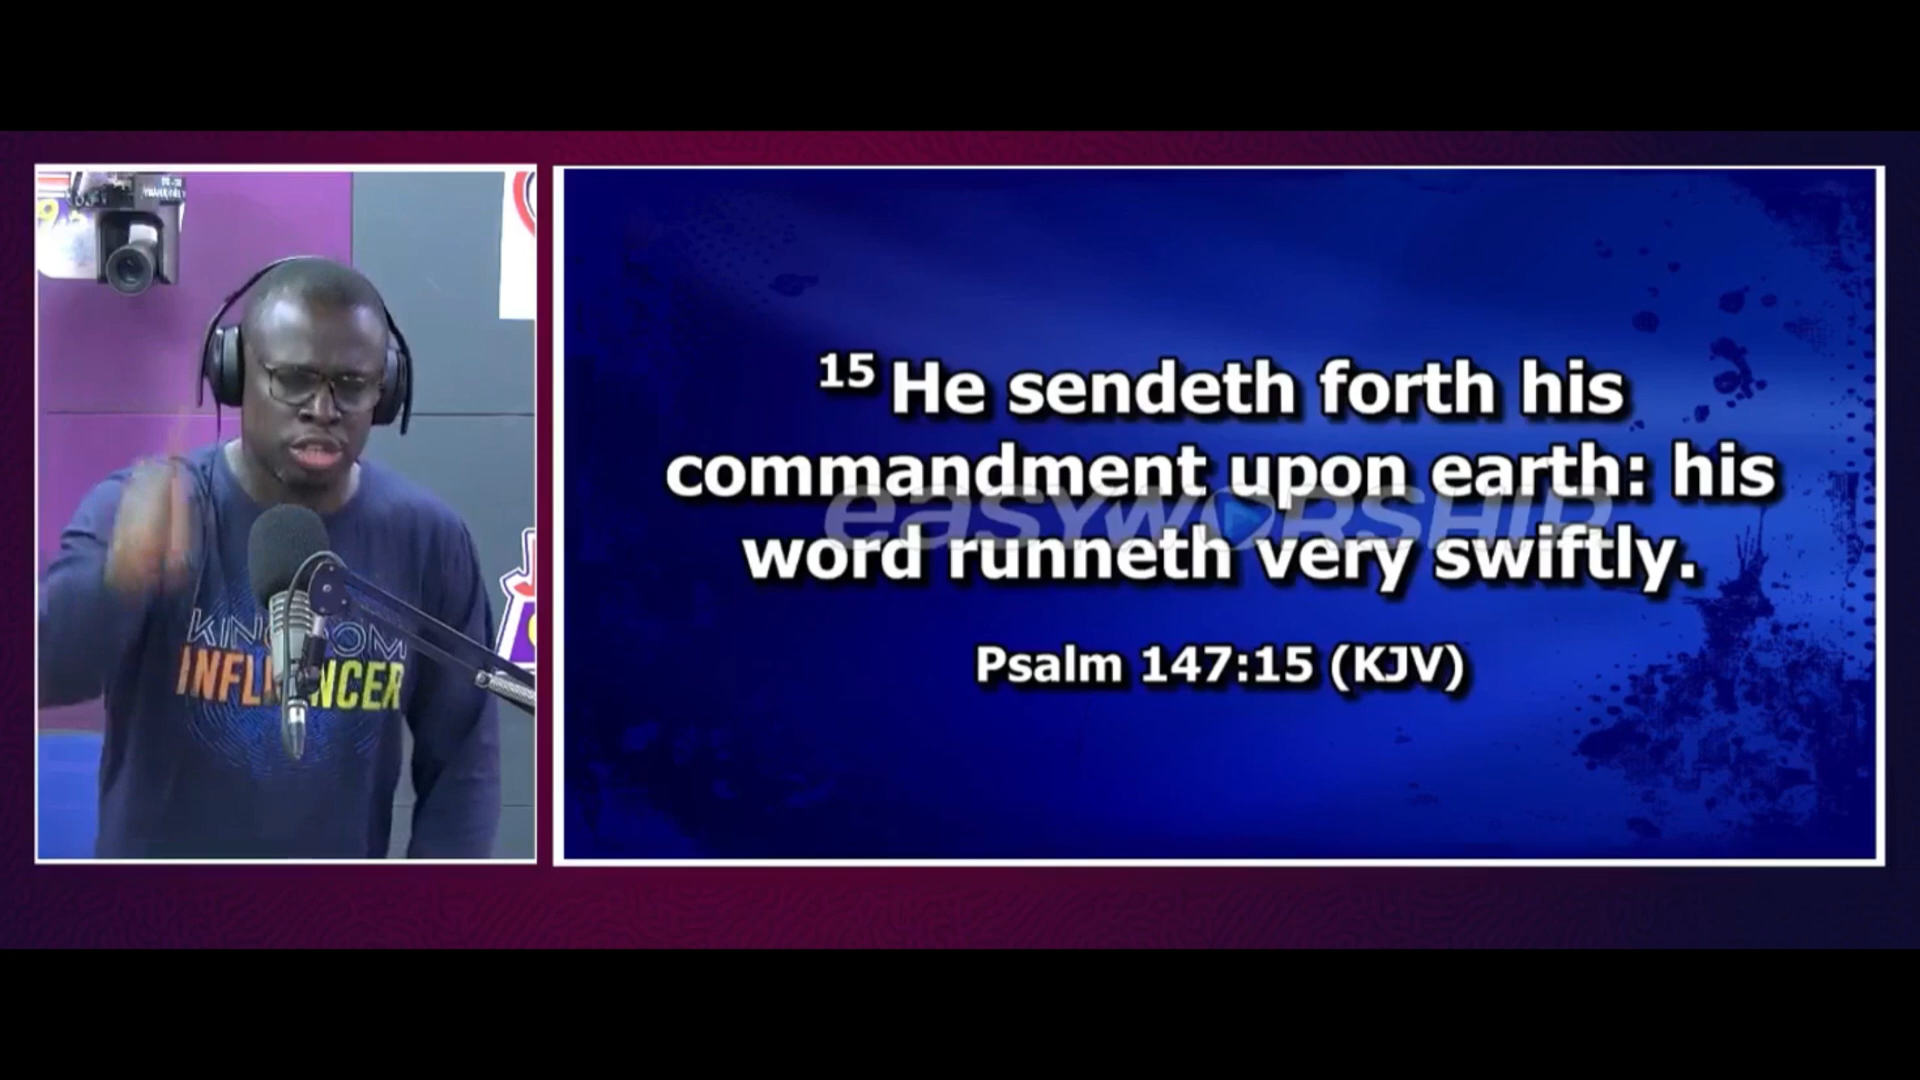 15 He sendeth forth his
commandment upon earth: his
word runneth very swiftly.
Psalm 147:15 (KJV)
easyWORSHIP
KINGDOM
INFLUENCER